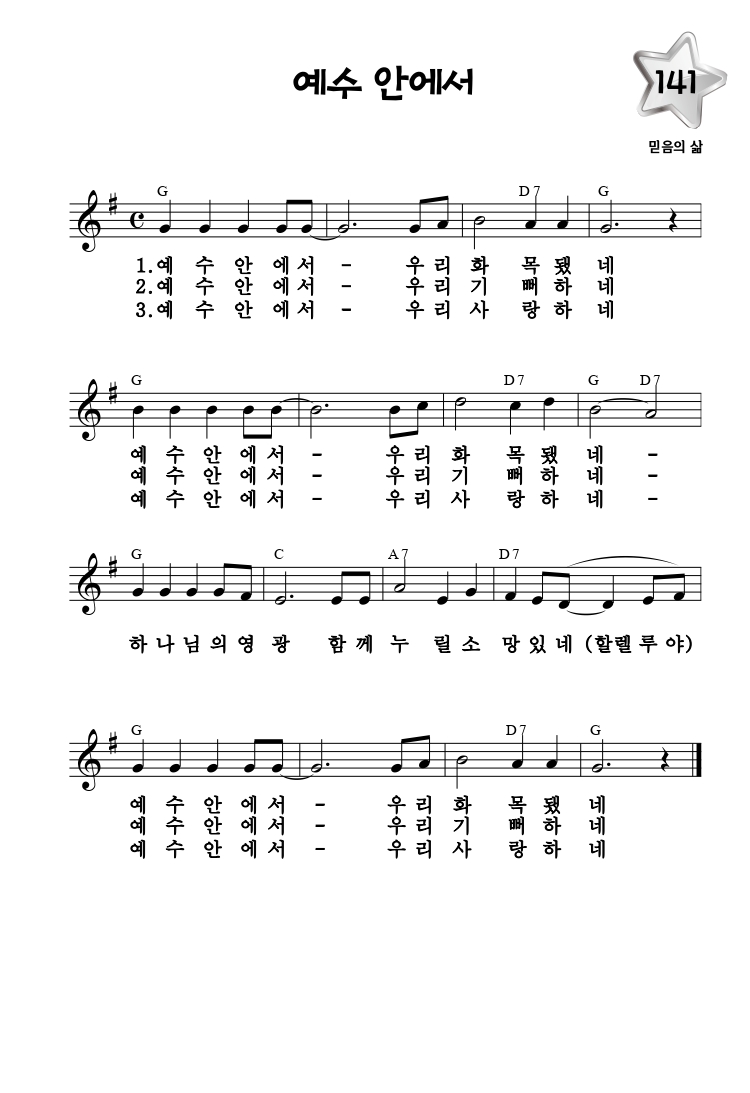 예수 안에서
141
믿음의 삶
G D7 G
1.예 수 안 에 서 - 우 리 화 목 됐 네
2.예 수 안 에 서 - 우 리 기 뻐 하 네
3.예 수 안 에 서 - 우 리 사 랑 하 네
G D7 G D7
예 수 안 에 서 - 우 리 화 목 됐 네 -
예 수 안 에 서 - 우 리 기 뻐 하 네 -
예 수 안 에 서 - 우 리 사 랑 하 네 -
G C A7 D7
하 나 님 의 영 광 함 께 누 릴 소 망 있 네 (할렐 루 야)
G D7 G
예 수 안 에 서 - 우 리 화 목 됐 네
예 수 안 에 서 - 우 리 기 뻐 하 네
예 수 안 에 서 - 우 리 사 랑 하 네